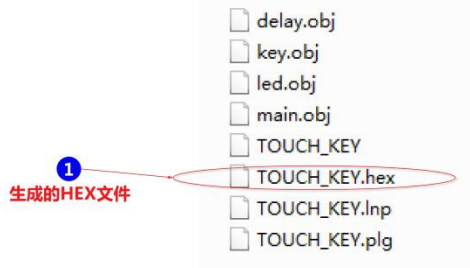 delay.obj
key.obj
led.obj
main.obj
TOUCH_KEY
1
TOUCH_KEY.hex
生成的HEX文件
TOUCH_KEY.lnp
TOUCH_KEY.plg